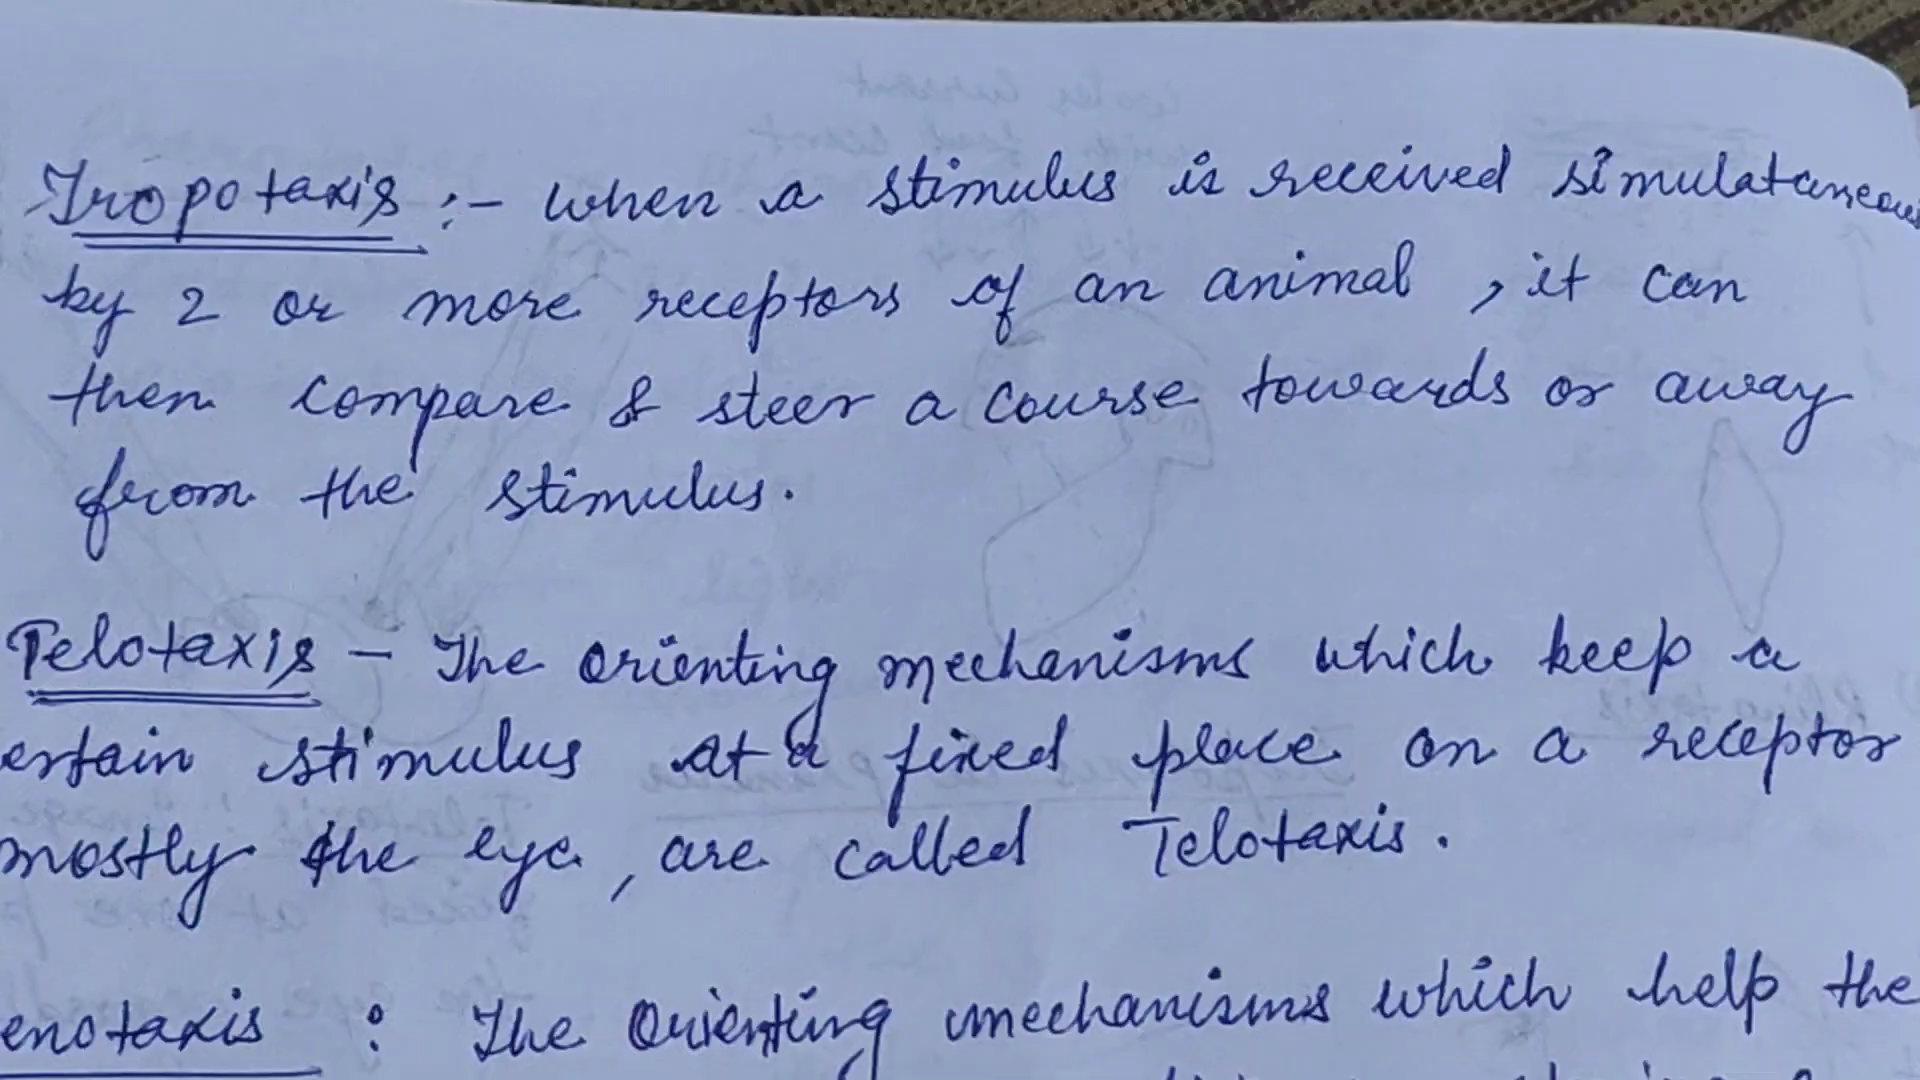 Tropotaxis :- When a stimulus is received simulataneous
by 2 or more receptors of an animal , it can
then compare & steer a course towards or away
from the stimulus.
Telotaxis - The orienting mechanisms which keep a
ertain stimulus at a fixed place on a receptor
mostly the eye , are called Telotaxis .
enotaxis : The Orienting mechanisms which help the